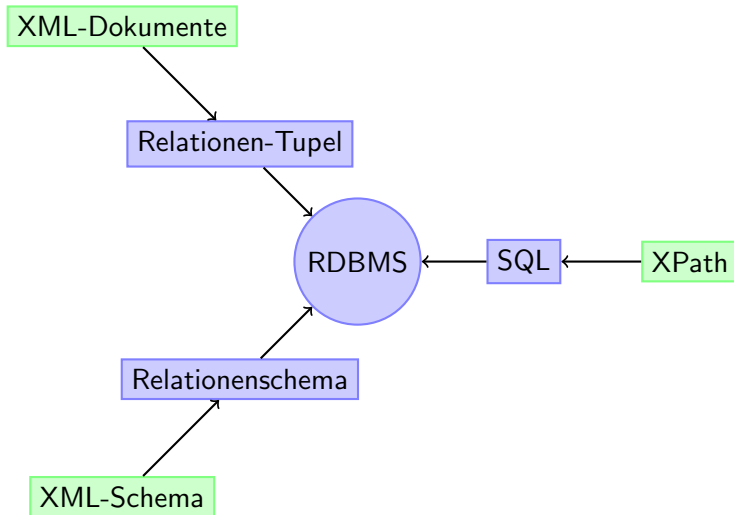 XML-Dokumente
Relationen-Tupel
RDBMS
SQL
XPath
Relationenschema
XML-Schema